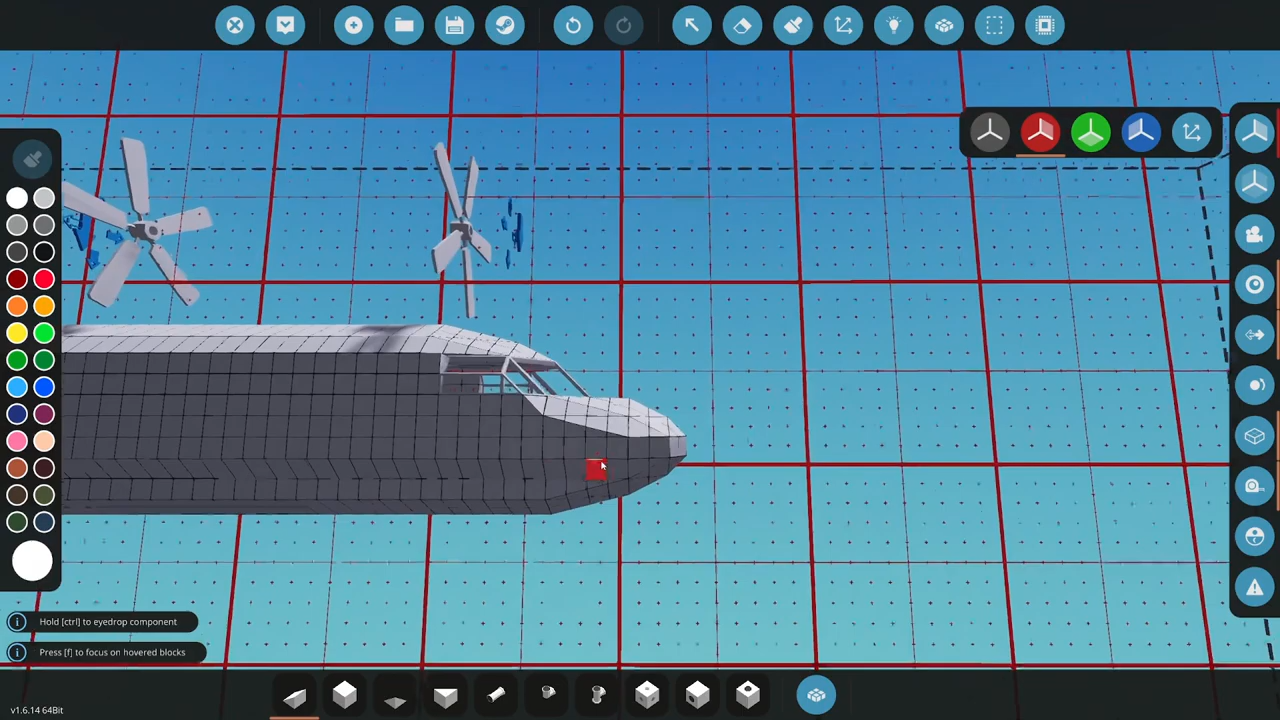 Hold [ctrl] to eyedrop component
Press [f] to focus on hovered blocks
v1.6.14 64Bit